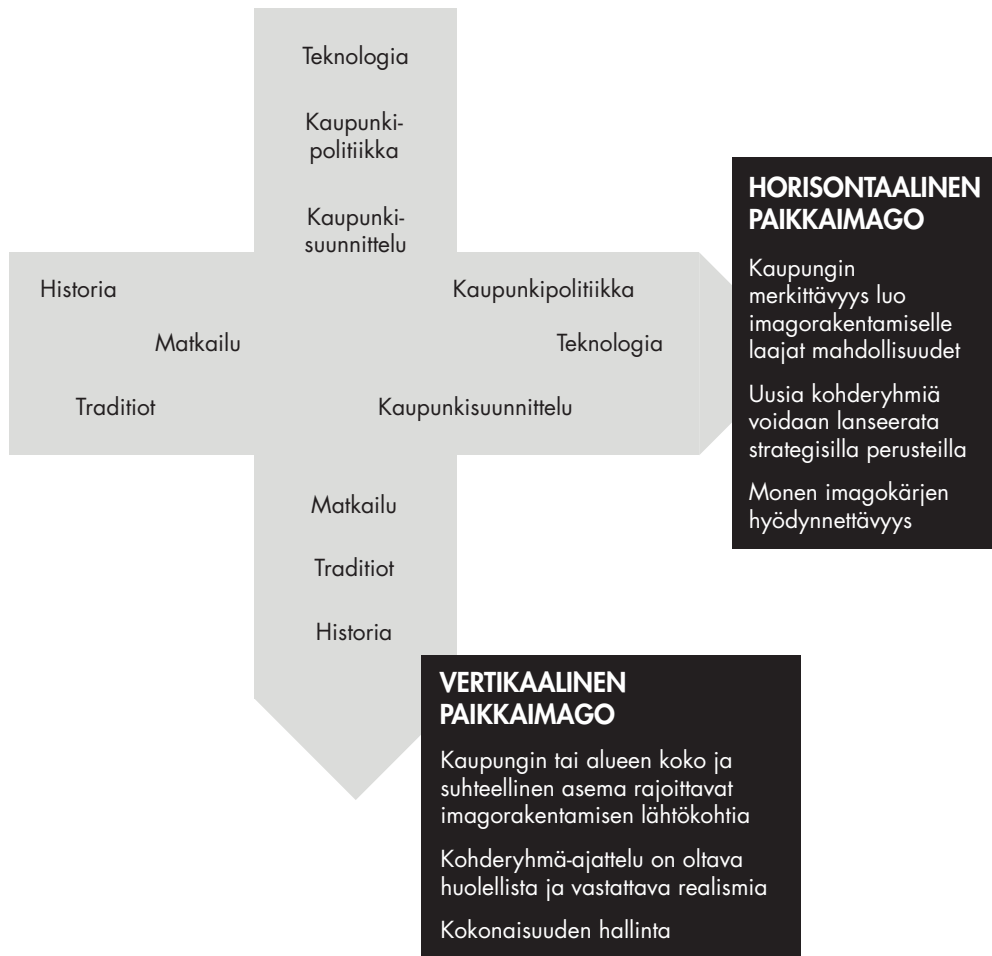 Teknologia
Kaupunki-
politiikka
Kaupunki-
suunnittelu
Historia
Kaupunkipolitiikka
Matkailu
Teknologia
Traditiot
Kaupunkisuunnittelu
Matkailu
Traditiot
Historia
HORISONTAALINEN
PAIKKAIMAGO
Kaupungin
merkittävyys luo
imagorakentamiselle
laajat mahdollisuudet
Uusia kohderyhmiä
voidaan lanseerata
strategisilla perusteilla
Monen imagokärjen
hyödynnettävyys
VERTIKAALINEN
PAIKKAIMAGO
Kaupungin tai alueen koko ja
suhteellinen asema rajoittavat
imagorakentamisen lähtökohtia
Kohderyhmä-ajattelu on oltava
huolellista ja vastattava realismia
Kokonaisuuden hallinta